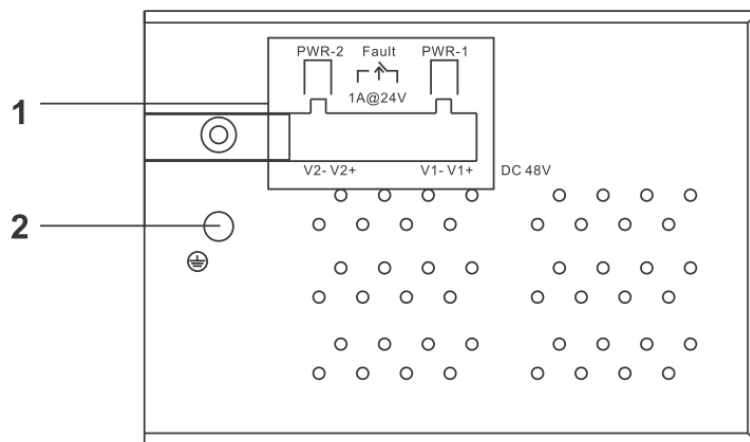 PWR-2 Fault PWR-1
1A@24V
1
V2- V2+ V1- V1+ DC 48V
2